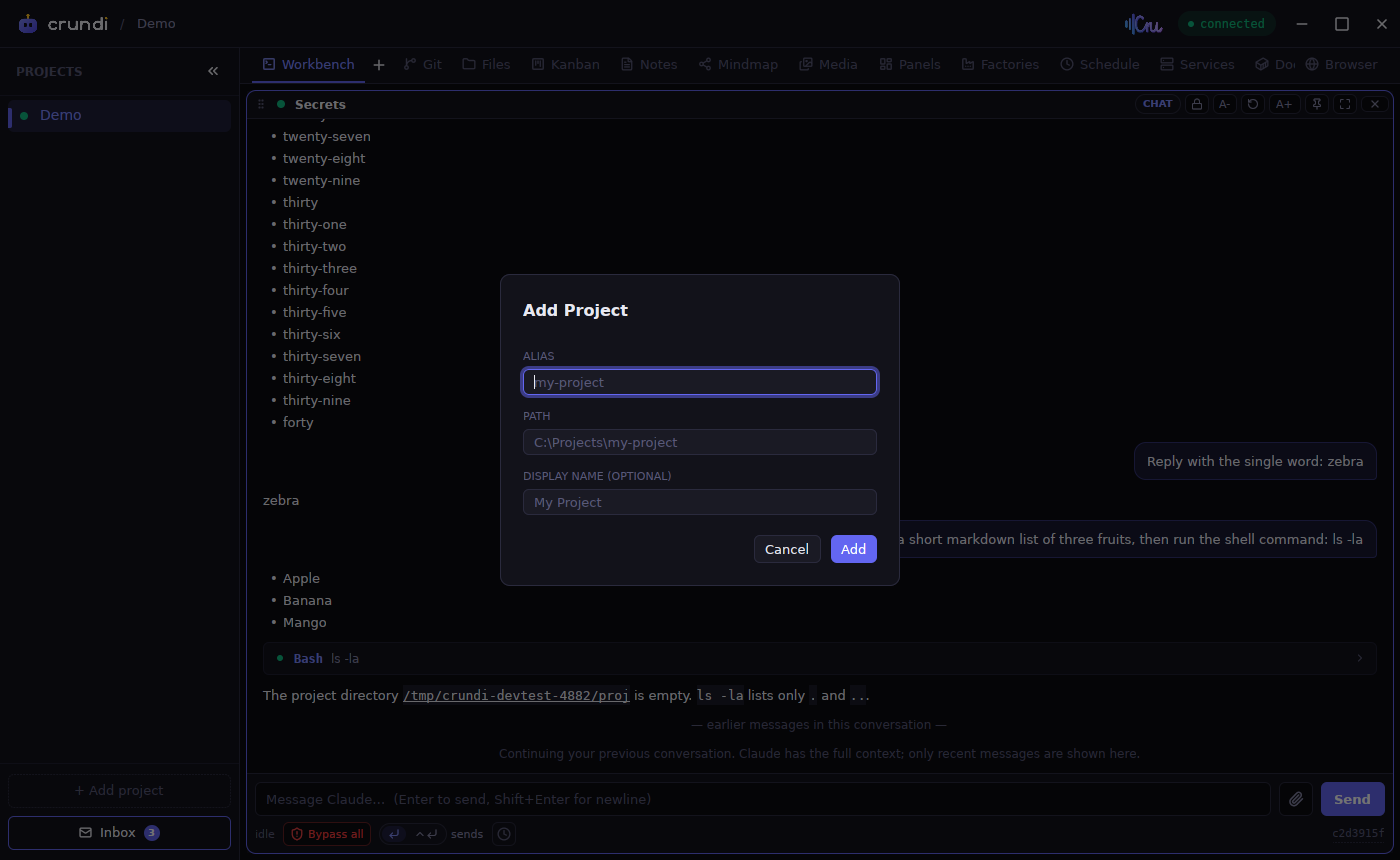 crundi / Demo
Cru
connected
PROJECTS
Demo
+ Add project
Inbox 3
Workbench + Git Files Kanban Notes Mindmap Media Panels Factories Schedule Services Doc Browser
Secrets
CHAT A- A+
• twenty-seven
• twenty-eight
• twenty-nine
• thirty
• thirty-one
• thirty-two
• thirty-three
• thirty-four
• thirty-five
• thirty-six
• thirty-seven
• thirty-eight
• thirty-nine
• forty
Reply with the single word: zebra
zebra
a short markdown list of three fruits, then run the shell command: ls -la
• Apple
• Banana
• Mango
Bash ls -la
The project directory /tmp/crundi-devtest-4882/proj is empty. ls -la lists only . and ...
— earlier messages in this conversation —
Continuing your previous conversation. Claude has the full context; only recent messages are shown here.
Message Claude... (Enter to send, Shift+Enter for newline)
Send
idle Bypass all sends
c2d3915f
Add Project
ALIAS
my-project
PATH
C:\Projects\my-project
DISPLAY NAME (OPTIONAL)
My Project
Cancel Add